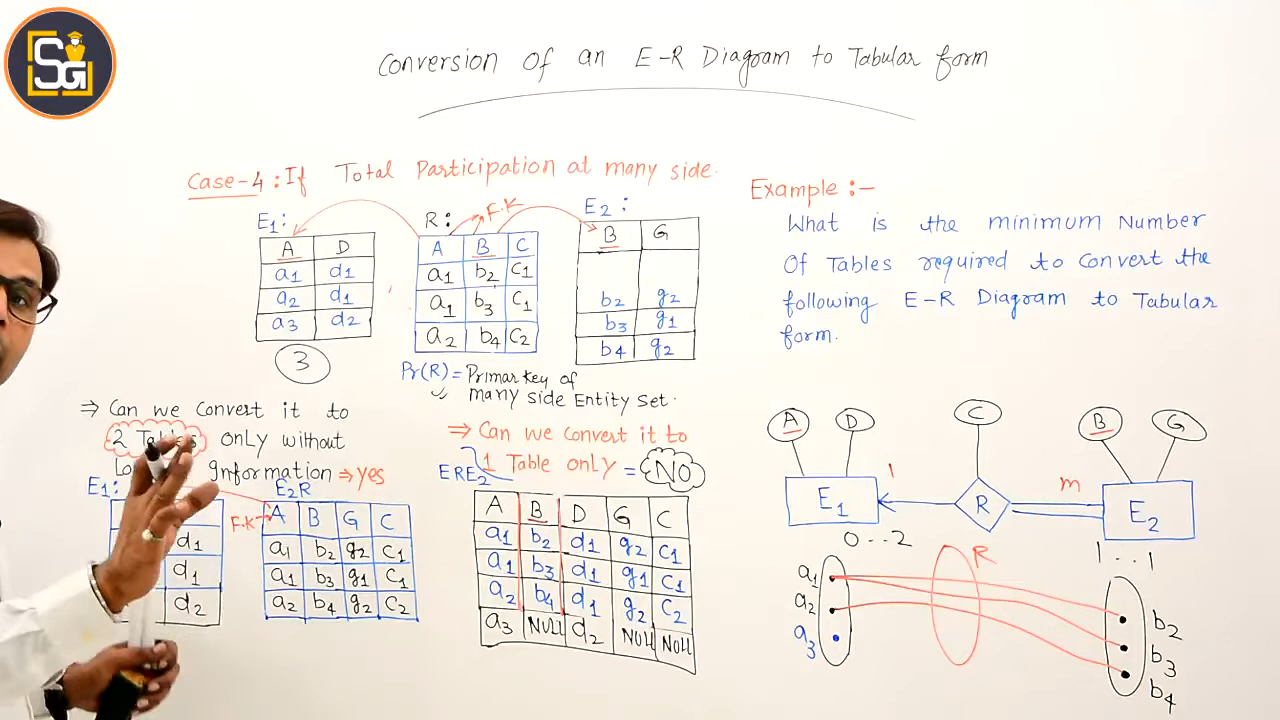 SG
Conversion of an E-R Diagram to Tabular form
Case-4: If Total Participation at many side.
E1:
A D
a1 d1
a2 d1
a3 d2
3
R: F.K
A B C
a1 b2 c1
a1 b3 c1
a2 b4 c2
Pr(R) = Primarkey of
many side Entity Set.
E2:
B G
b2 g2
b3 g1
b4 g2
⇒ Can we Convert it to
2 Tables only without
Information ⇒ yes
E1:
d1
d1
d2
E2R
F.K
A B G C
a1 b2 g2 c1
a1 b3 g1 c1
a2 b4 g2 c2
⇒ Can we Convert it to
1 Table only = NO
ERE2
A B D G C
a1 b2 d1 g2 c1
a1 b3 d1 g1 c1
a2 b4 d1 g2 c2
a3 NULL d2 NULL NULL
Example :-
What is the minimum Number
Of Tables required to Convert the
following E-R Diagram to Tabular
form.
A D C B G
E1 1 R m E2
0..2 1..1
R
a1
a2
a3
b2
b3
b4